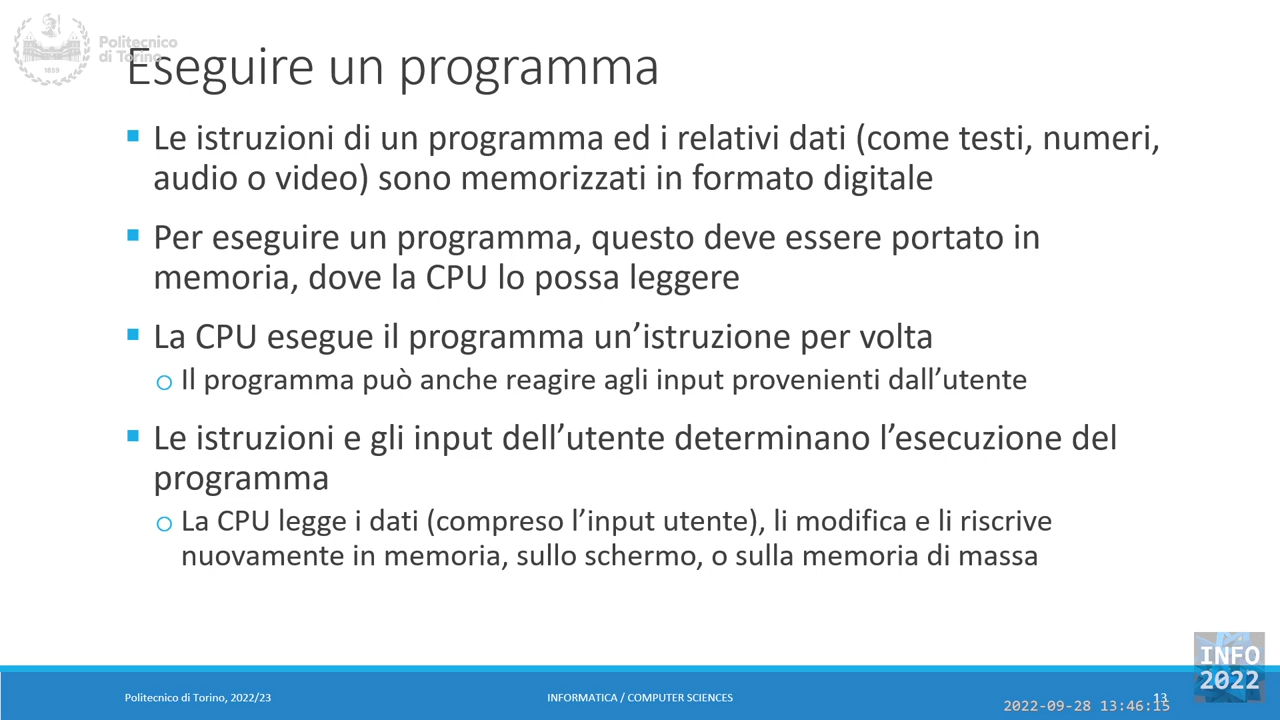 Politecnico
di Torino
1859
Eseguire un programma
Le istruzioni di un programma ed i relativi dati (come testi, numeri,
audio o video) sono memorizzati in formato digitale
Per eseguire un programma, questo deve essere portato in
memoria, dove la CPU lo possa leggere
La CPU esegue il programma un’istruzione per volta
Il programma può anche reagire agli input provenienti dall’utente
Le istruzioni e gli input dell’utente determinano l’esecuzione del
programma
La CPU legge i dati (compreso l’input utente), li modifica e li riscrive
nuovamente in memoria, sullo schermo, o sulla memoria di massa
INFO
2022
Politecnico di Torino, 2022/23
INFORMATICA / COMPUTER SCIENCES
13
2022-09-28 13:46:15